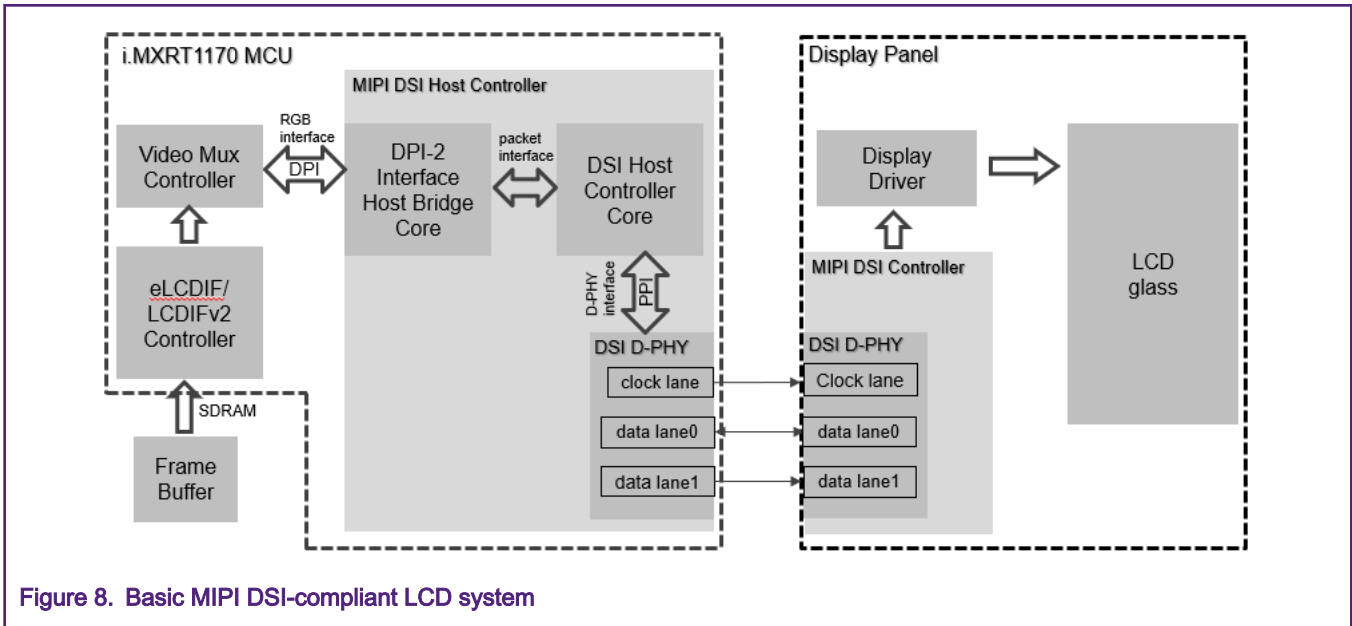 i.MXRT1170 MCU
MIPI DSI Host Controller
Video Mux
Controller
RGB
interface
DPI
DPI-2
Interface
Host Bridge
Core
packet
interface
DSI Host
Controller
Core
eLCDIF/
LCDIFv2
Controller
D-PHY
interface
PPI
SDRAM
Frame
Buffer
DSI D-PHY
clock lane
data lane0
data lane1
Display Panel
Display
Driver
MIPI DSI Controller
DSI D-PHY
Clock lane
data lane0
data lane1
LCD
glass
Figure 8. Basic MIPI DSI-compliant LCD system